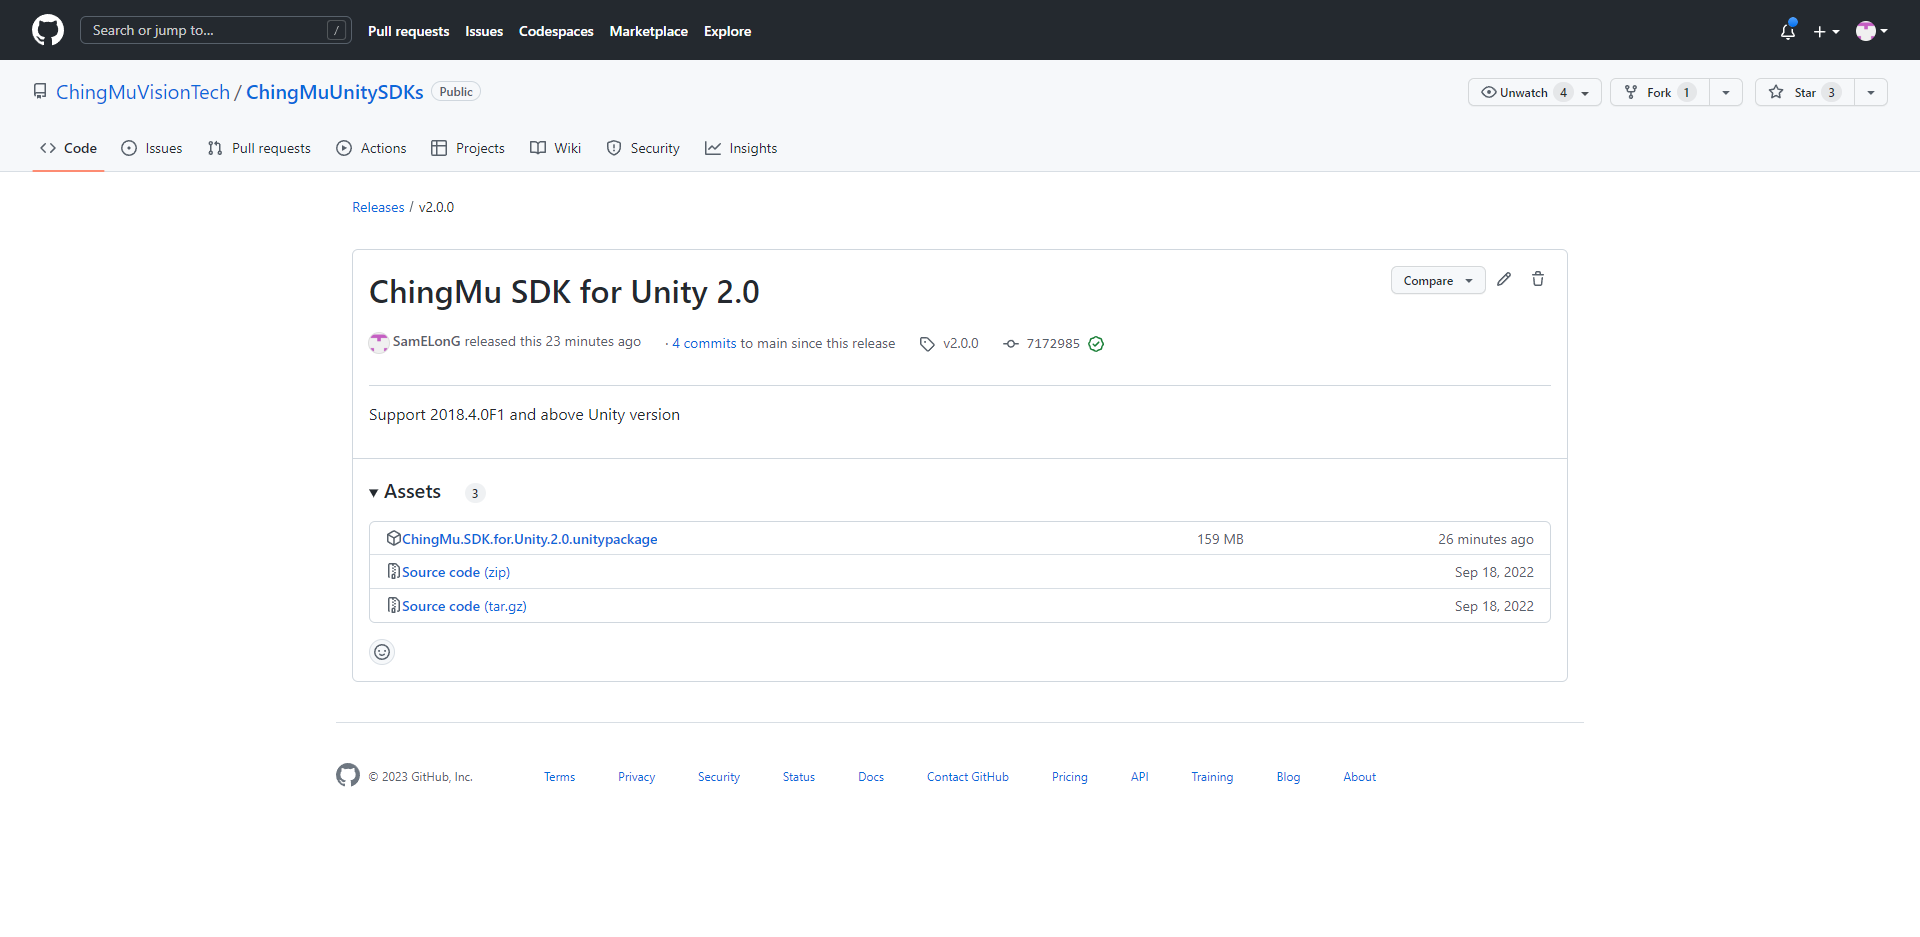 Search or jump to... /
Pull requests Issues Codespaces Marketplace Explore
ChingMuVisionTech / ChingMuUnitySDKs Public
Unwatch 4 Fork 1 Star 3
Code Issues Pull requests Actions Projects Wiki Security Insights
Releases / v2.0.0
ChingMu SDK for Unity 2.0
Compare
SamELonG released this 23 minutes ago · 4 commits to main since this release v2.0.0 7172985
Support 2018.4.0F1 and above Unity version
Assets 3
ChingMu.SDK.for.Unity.2.0.unitypackage 159 MB 26 minutes ago
Source code (zip) Sep 18, 2022
Source code (tar.gz) Sep 18, 2022
© 2023 GitHub, Inc. Terms Privacy Security Status Docs Contact GitHub Pricing API Training Blog About